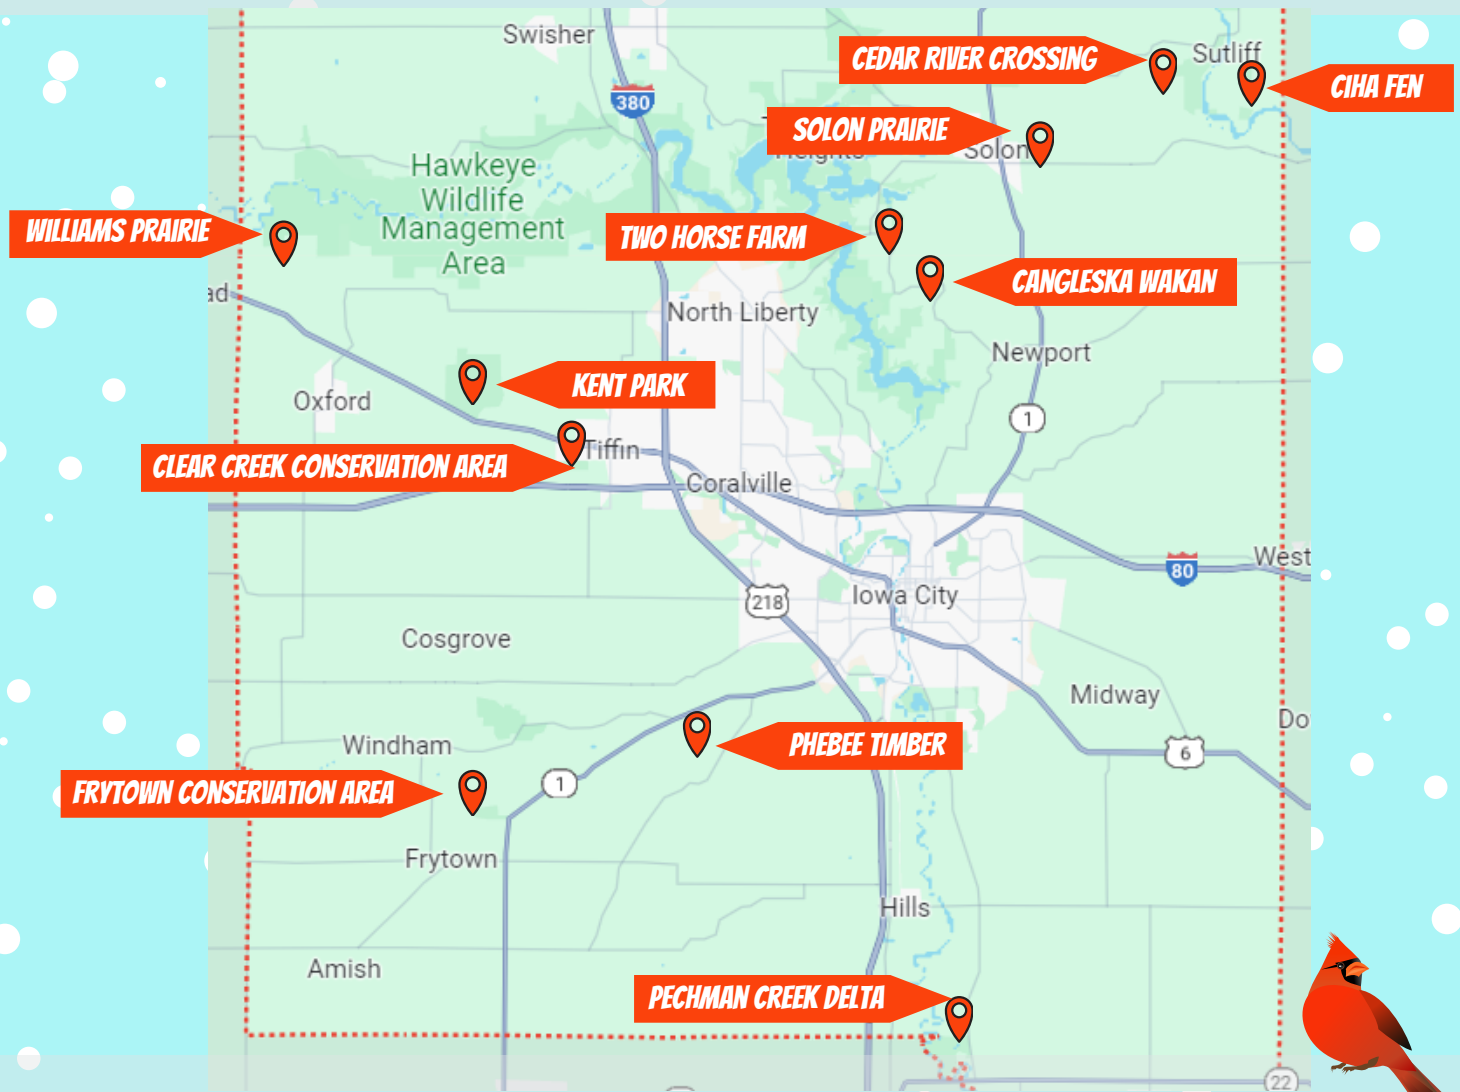 Swisher
CEDAR RIVER CROSSING
Sutliff
CIHA FEN
380
SOLON PRAIRIE
Heights
Solon
Hawkeye
Wildlife
Management
Area
WILLIAMS PRAIRIE
TWO HORSE FARM
CANGLESKA WAKAN
ad
North Liberty
Newport
KENT PARK
Oxford
1
Tiffin
CLEAR CREEK CONSERVATION AREA
Coralville
West
80
218
Iowa City
Cosgrove
Midway
Do
Windham
PHEBEE TIMBER
6
FRYTOWN CONSERVATION AREA
1
Frytown
Hills
Amish
PECHMAN CREEK DELTA
22